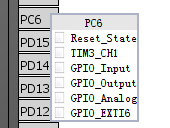 PC6
PD15
PD14
PD13
PD12
PC6
Reset_State
TIM3_CH1
GPIO_Input
GPIO_Output
GPIO_Analog
GPIO_EXTI6